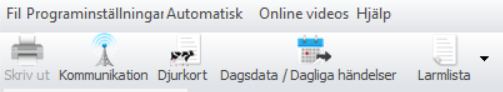 Fil Programinställningar Automatisk Online videos Hjälp
Skriv ut Kommunikation Djurkort Dagsdata / Dagliga händelser Larmlista